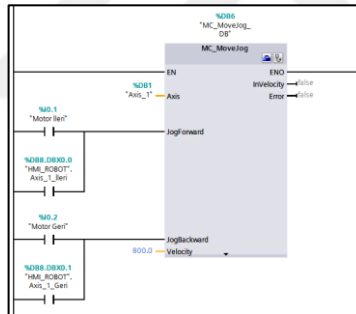 %DB6
"MC_MoveJog_
DB"
MC_MoveJog
EN
ENO
InVelocity
false
%DB1
"Axis_1"
Axis
Error
false
%I0.1
"Motor İleri"
JogForward
%DB8.DBX0.0
"HMI_ROBOT".
Axis_1_İleri
%I0.2
"Motor Geri"
JogBackward
800.0
Velocity
%DB8.DBX0.1
"HMI_ROBOT".
Axis_1_Geri